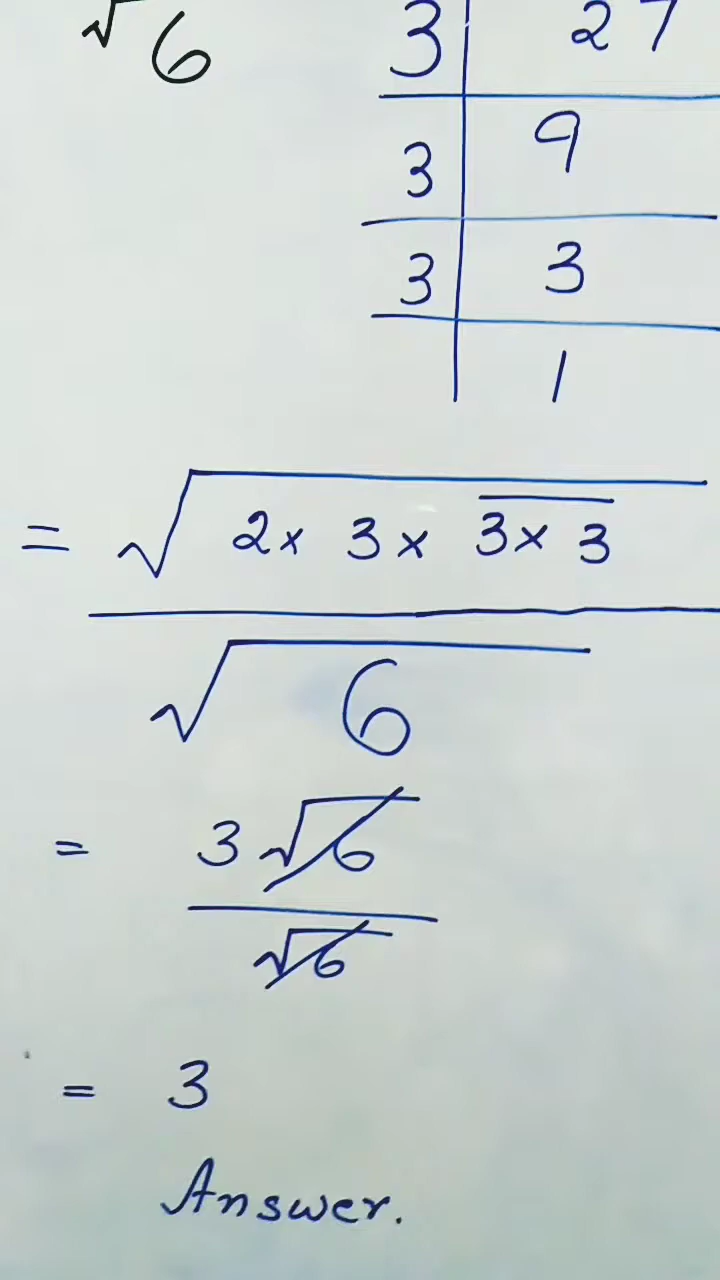 √6
3 | 27
3 | 9
3 | 3
1
= √(2 × 3 × 3 × 3)
√6
= 3√6
√6
= 3
Answer.